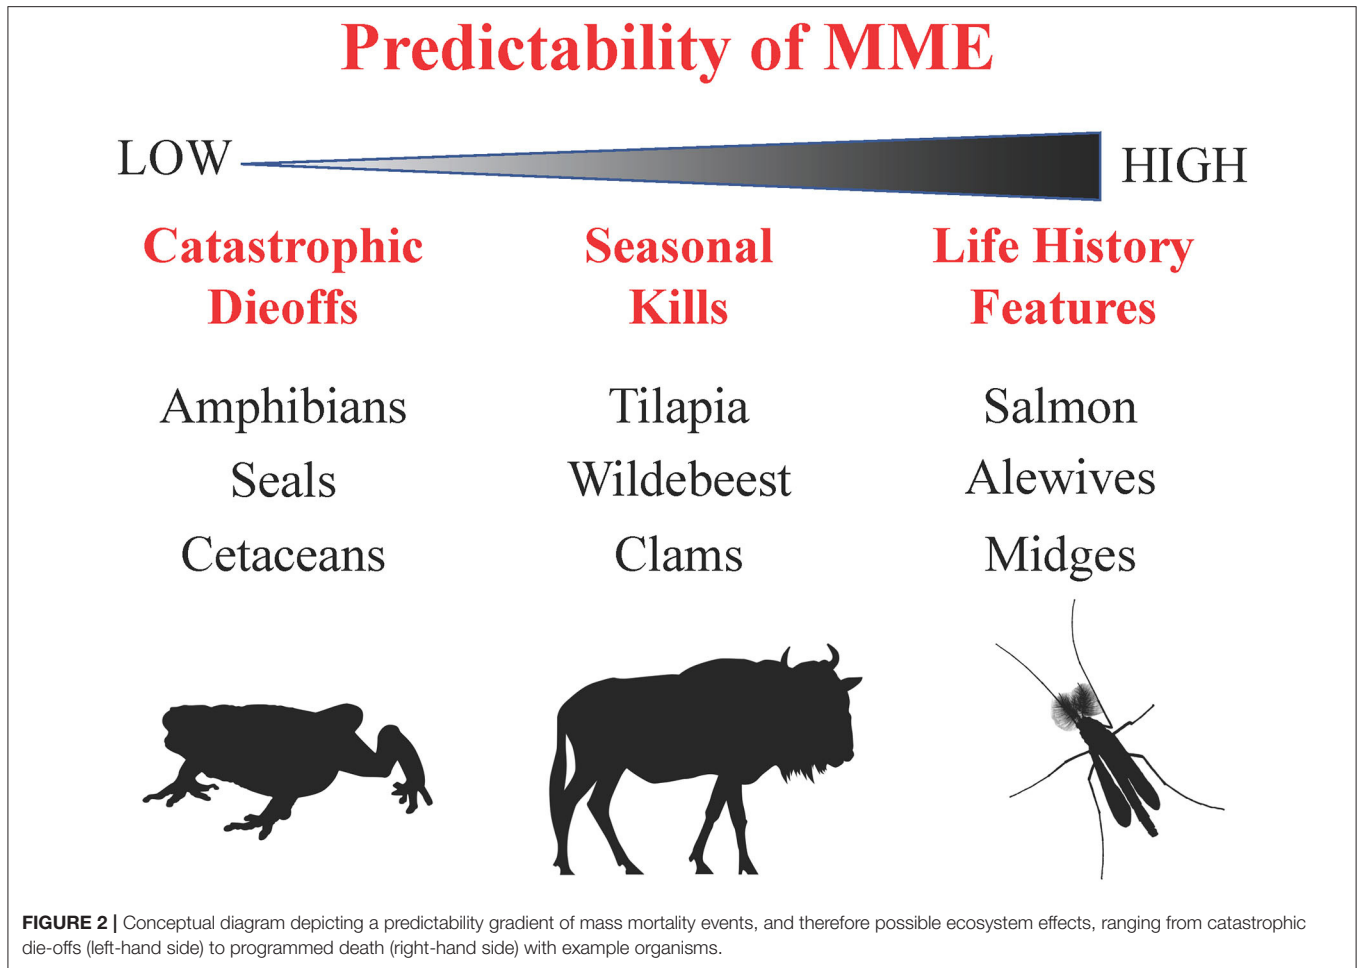 Predictability of MME
LOW
HIGH
Catastrophic
Dieoffs
Seasonal
Kills
Life History
Features
Amphibians
Tilapia
Salmon
Seals
Wildebeest
Alewives
Cetaceans
Clams
Midges
FIGURE 2 | Conceptual diagram depicting a predictability gradient of mass mortality events, and therefore possible ecosystem effects, ranging from catastrophic
die-offs (left-hand side) to programmed death (right-hand side) with example organisms.